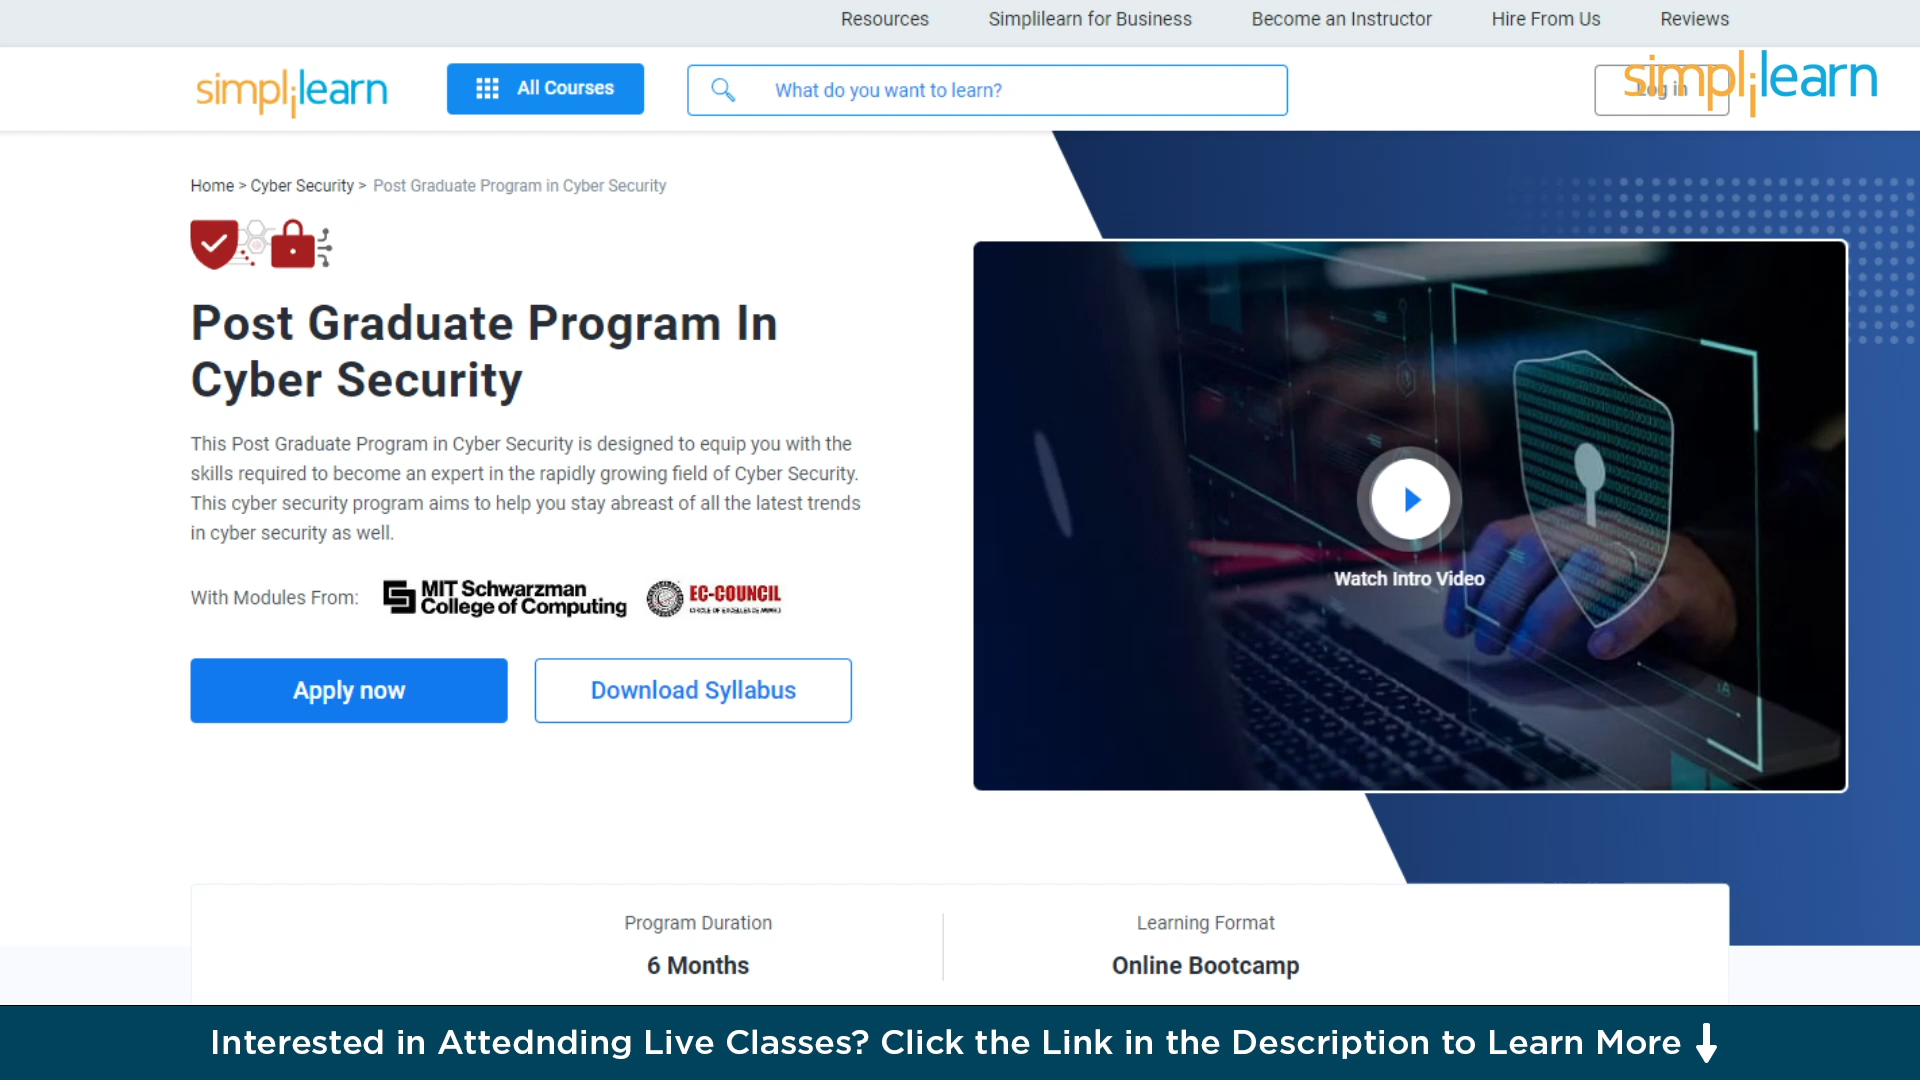 Resources Simplilearn for Business Become an Instructor Hire From Us Reviews
simplilearn All Courses What do you want to learn? Log in simplilearn
Home > Cyber Security > Post Graduate Program in Cyber Security
Post Graduate Program In
Cyber Security
This Post Graduate Program in Cyber Security is designed to equip you with the
skills required to become an expert in the rapidly growing field of Cyber Security.
This cyber security program aims to help you stay abreast of all the latest trends
in cyber security as well.
With Modules From: MIT Schwarzman
College of Computing
EC-COUNCIL
CIRCLE OF EXCELLENCE AWARD
Apply now Download Syllabus
Watch Intro Video
Program Duration
6 Months
Learning Format
Online Bootcamp
Interested in Attednding Live Classes? Click the Link in the Description to Learn More